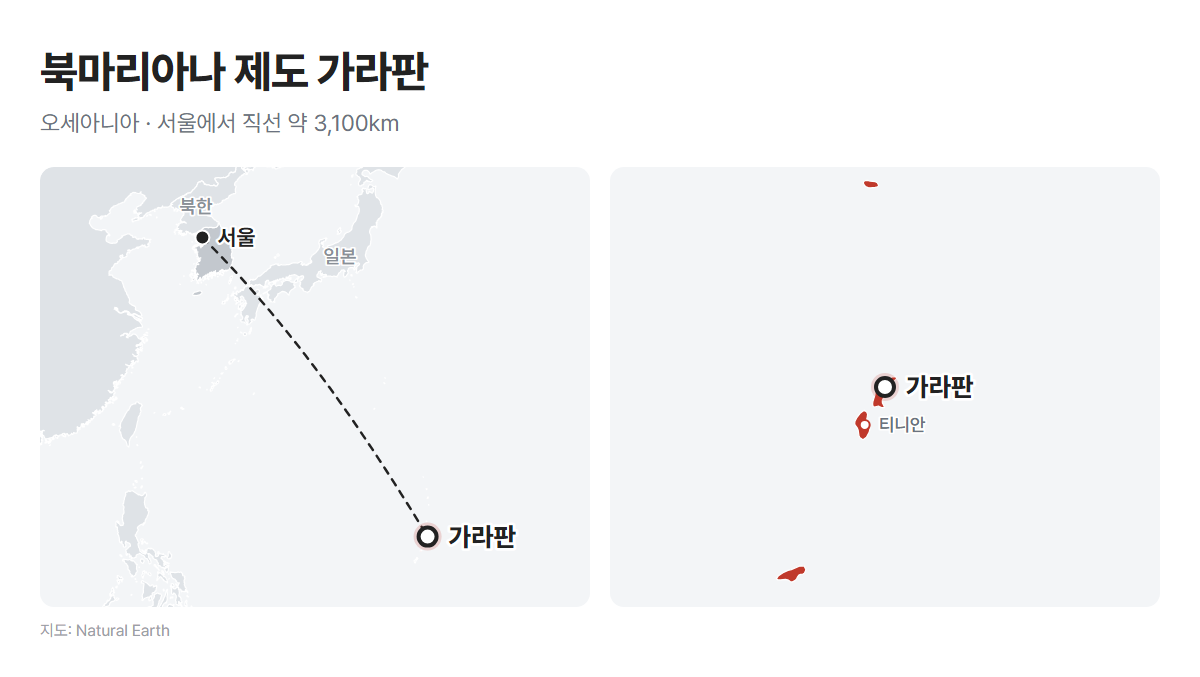 북마리아나 제도 가라판
오세아니아 · 서울에서 직선 약 3,100km
북한
서울
일본
가라판
가라판
티니안
지도: Natural Earth